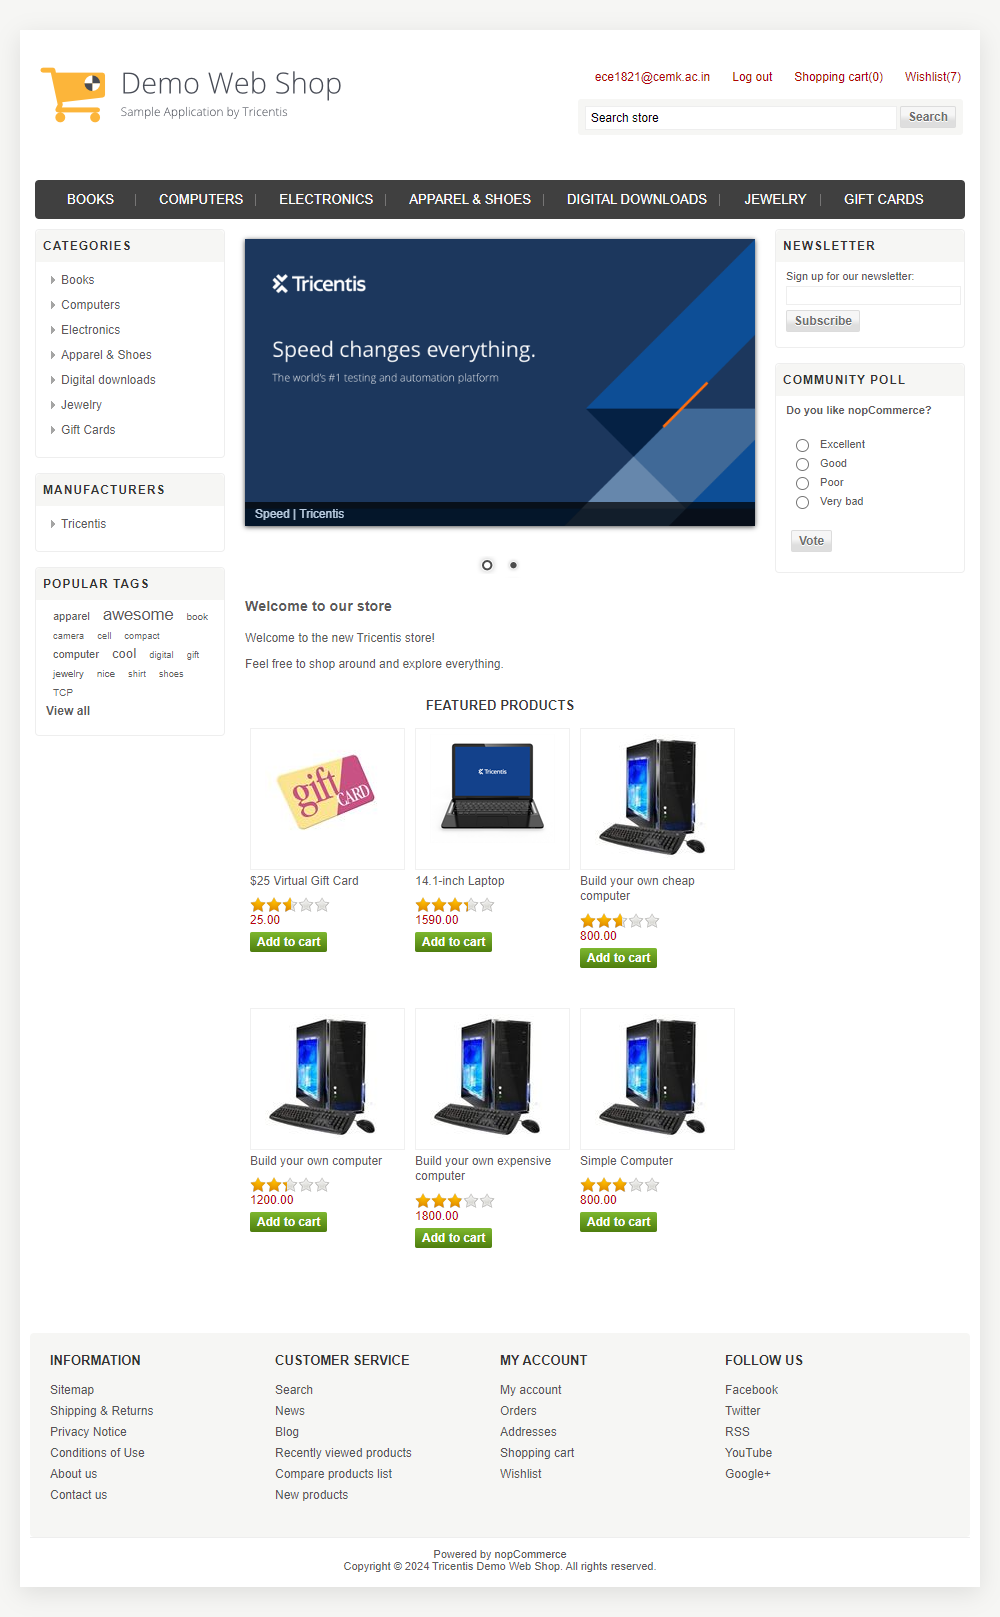 Demo Web Shop
Sample Application by Tricentis
ece1821@cemk.ac.in Log out Shopping cart(0) Wishlist(7)
Search store Search
BOOKS COMPUTERS ELECTRONICS APPAREL & SHOES DIGITAL DOWNLOADS JEWELRY GIFT CARDS
CATEGORIES
Books
Computers
Electronics
Apparel & Shoes
Digital downloads
Jewelry
Gift Cards
MANUFACTURERS
Tricentis
POPULAR TAGS
apparel awesome book
camera cell compact
computer cool digital gift
jewelry nice shirt shoes
TCP
View all
Tricentis
Speed changes everything.
The world's #1 testing and automation platform
Speed | Tricentis
Welcome to our store
Welcome to the new Tricentis store!
Feel free to shop around and explore everything.
FEATURED PRODUCTS
gift CARD
$25 Virtual Gift Card
25.00
Add to cart
Tricentis
14.1-inch Laptop
1590.00
Add to cart
Build your own cheap
computer
800.00
Add to cart
Build your own computer
1200.00
Add to cart
Build your own expensive
computer
1800.00
Add to cart
Simple Computer
800.00
Add to cart
NEWSLETTER
Sign up for our newsletter:
Subscribe
COMMUNITY POLL
Do you like nopCommerce?
Excellent
Good
Poor
Very bad
Vote
INFORMATION
Sitemap
Shipping & Returns
Privacy Notice
Conditions of Use
About us
Contact us
CUSTOMER SERVICE
Search
News
Blog
Recently viewed products
Compare products list
New products
MY ACCOUNT
My account
Orders
Addresses
Shopping cart
Wishlist
FOLLOW US
Facebook
Twitter
RSS
YouTube
Google+
Powered by nopCommerce
Copyright © 2024 Tricentis Demo Web Shop. All rights reserved.